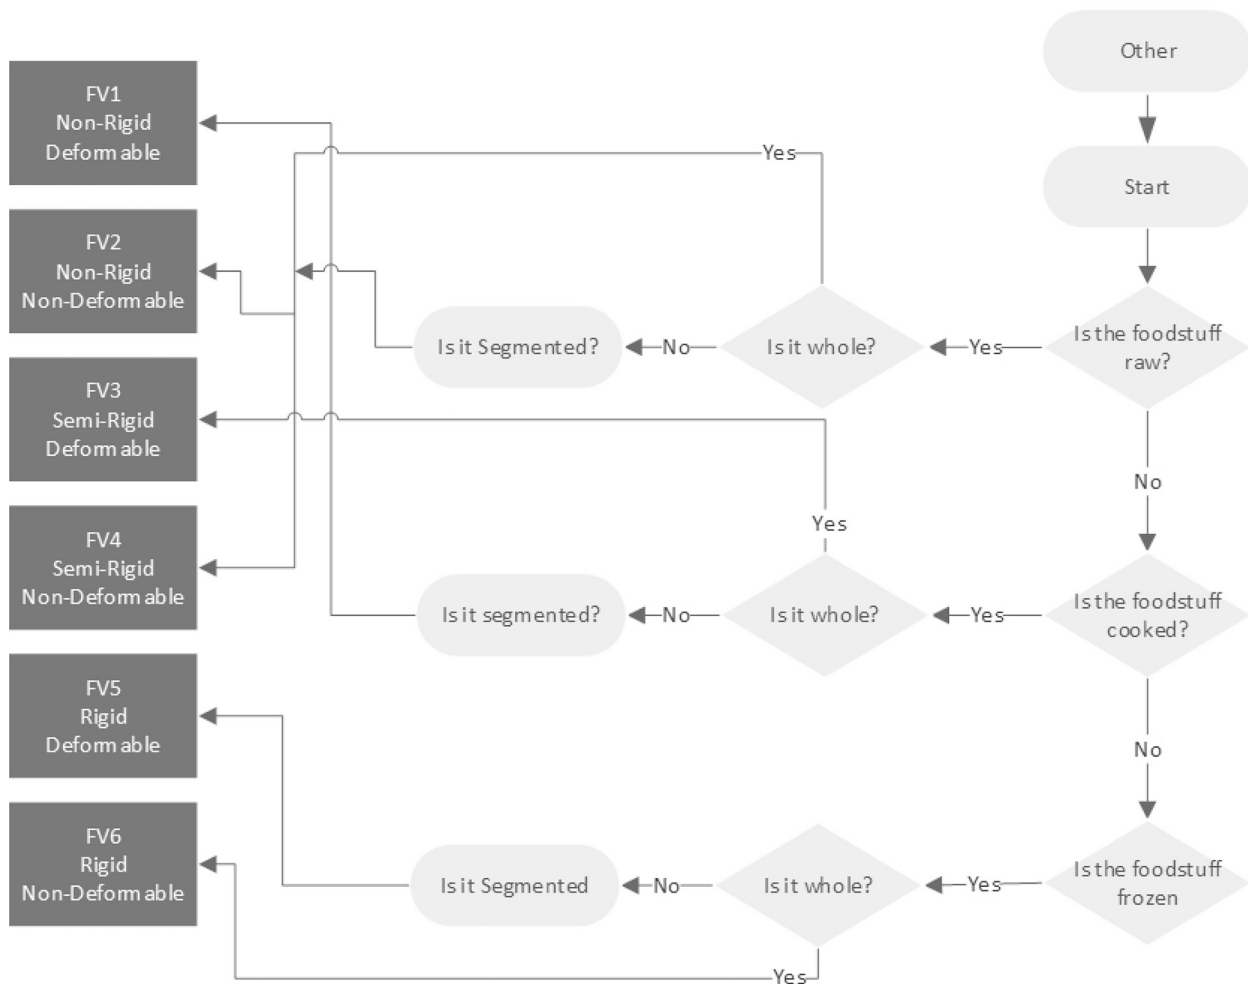 Other
FV1
Non-Rigid
Deformable
Yes
Start
FV2
Non-Rigid
Non-Deformable
Is it Segmented?
No
Is it whole?
Yes
Is the foodstuff
raw?
FV3
Semi-Rigid
Deformable
No
Yes
FV4
Semi-Rigid
Non-Deformable
Is it segmented?
No
Is it whole?
Yes
Is the foodstuff
cooked?
FV5
Rigid
Deformable
No
FV6
Rigid
Non-Deformable
Is it Segmented
No
Is it whole?
Yes
Is the foodstuff
frozen
Yes